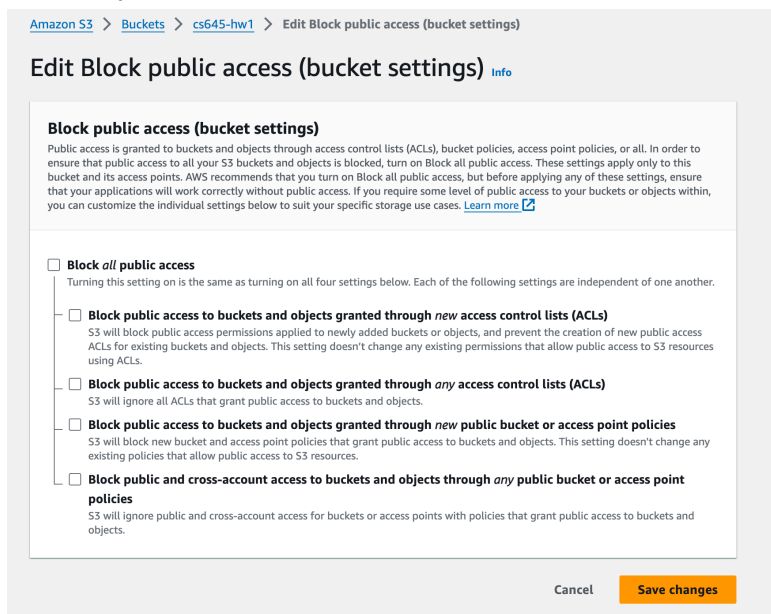 Amazon S3 > Buckets > cs645-hw1 > Edit Block public access (bucket settings)
Edit Block public access (bucket settings) Info
Block public access (bucket settings)
Public access is granted to buckets and objects through access control lists (ACLs), bucket policies, access point policies, or all. In order to
ensure that public access to all your S3 buckets and objects is blocked, turn on Block all public access. These settings apply only to this
bucket and its access points. AWS recommends that you turn on Block all public access, but before applying any of these settings, ensure
that your applications will work correctly without public access. If you require some level of public access to your buckets or objects within,
you can customize the individual settings below to suit your specific storage use cases. Learn more
Block all public access
Turning this setting on is the same as turning on all four settings below. Each of the following settings are independent of one another.
Block public access to buckets and objects granted through new access control lists (ACLs)
S3 will block public access permissions applied to newly added buckets or objects, and prevent the creation of new public access
ACLs for existing buckets and objects. This setting doesn't change any existing permissions that allow public access to S3 resources
using ACLs.
Block public access to buckets and objects granted through any access control lists (ACLs)
S3 will ignore all ACLs that grant public access to buckets and objects.
Block public access to buckets and objects granted through new public bucket or access point policies
S3 will block new bucket and access point policies that grant public access to buckets and objects. This setting doesn't change any
existing policies that allow public access to S3 resources.
Block public and cross-account access to buckets and objects through any public bucket or access point
policies
S3 will ignore public and cross-account access for buckets or access points with policies that grant public access to buckets and
objects.
Cancel Save changes